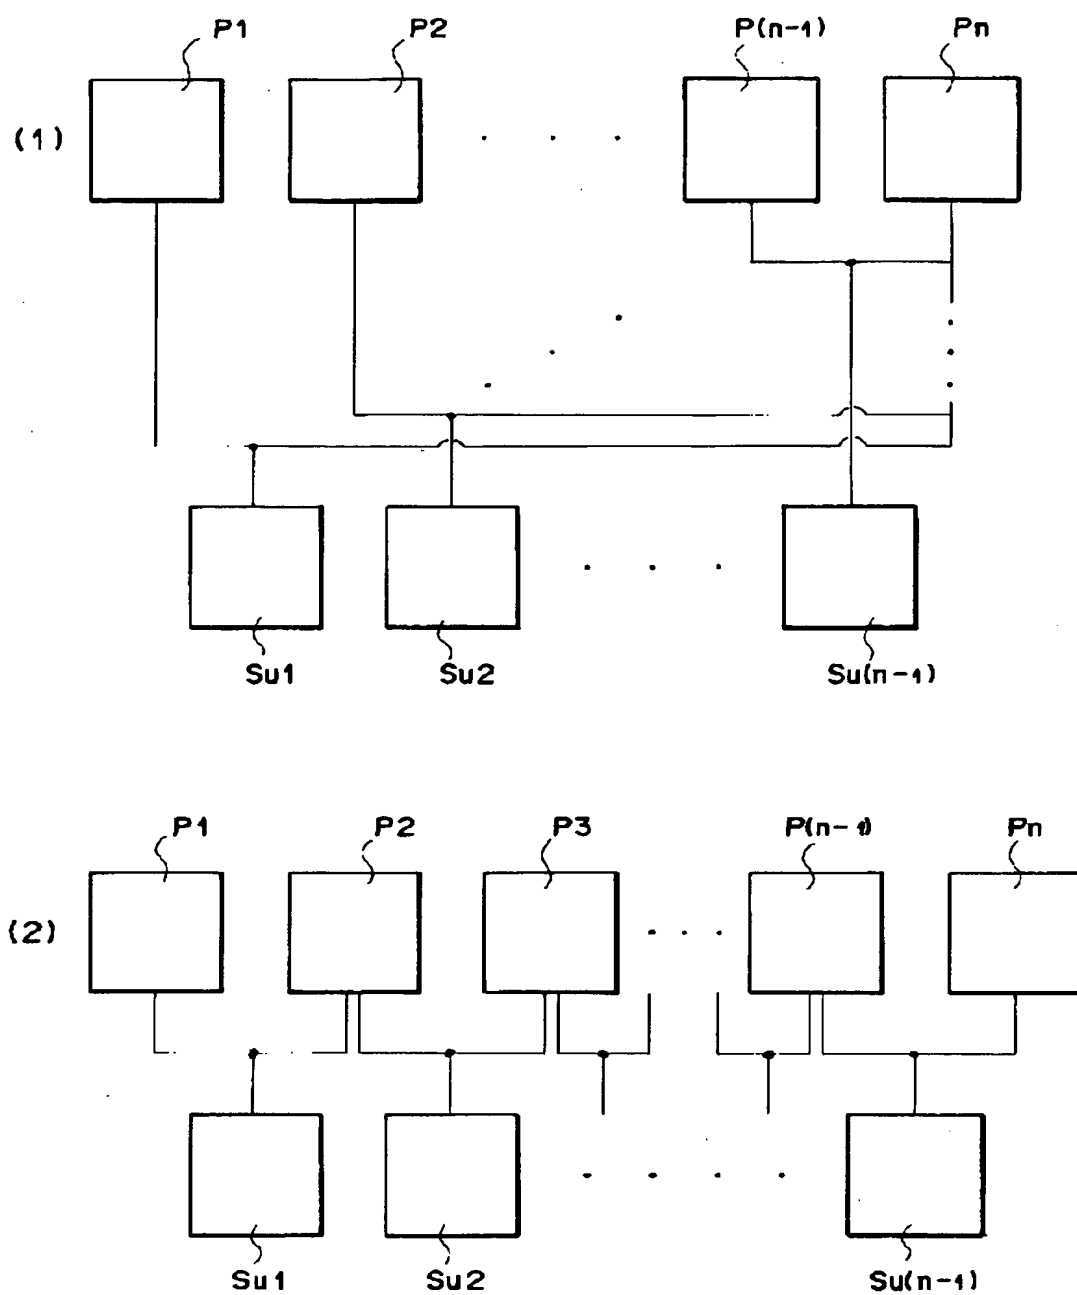 P1 P2 P(n-1) Pn
(1)
Su1 Su2 Su(n-1)
P1 P2 P3 P(n-1) Pn
(2)
Su1 Su2 Su(n-1)